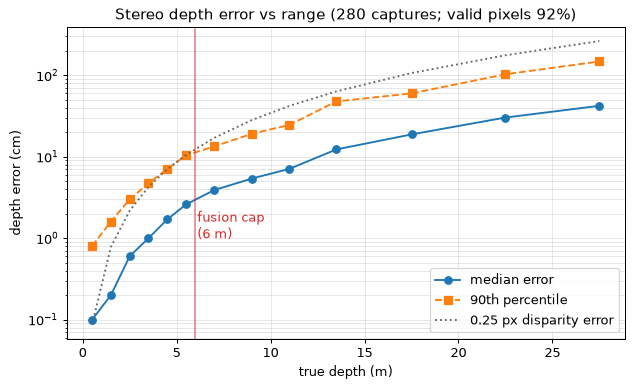 Stereo depth error vs range (280 captures; valid pixels 92%)
depth error (cm)
10²
10¹
10⁰
10⁻¹
fusion cap
(6 m)
median error
90th percentile
0.25 px disparity error
0 5 10 15 20 25
true depth (m)